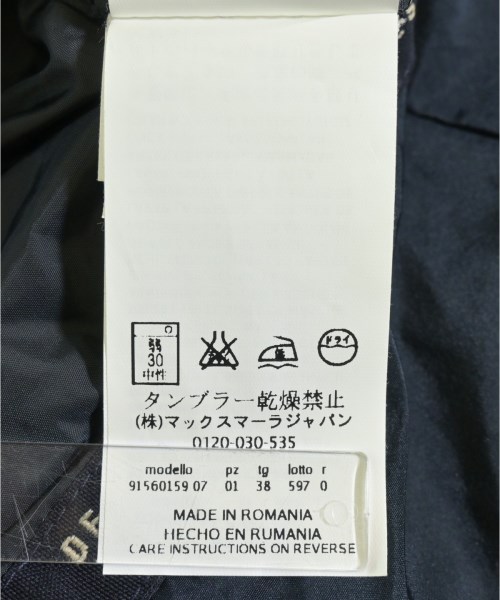 弱
30
中性
ドライ
タンブラー乾燥禁止
(株)マックスマーラジャパン
0120-030-535
modello pz tg lotto r
91560159 07 01 38 597 0
MADE IN ROMANIA
HECHO EN RUMANIA
CARE INSTRUCTIONS ON REVERSE